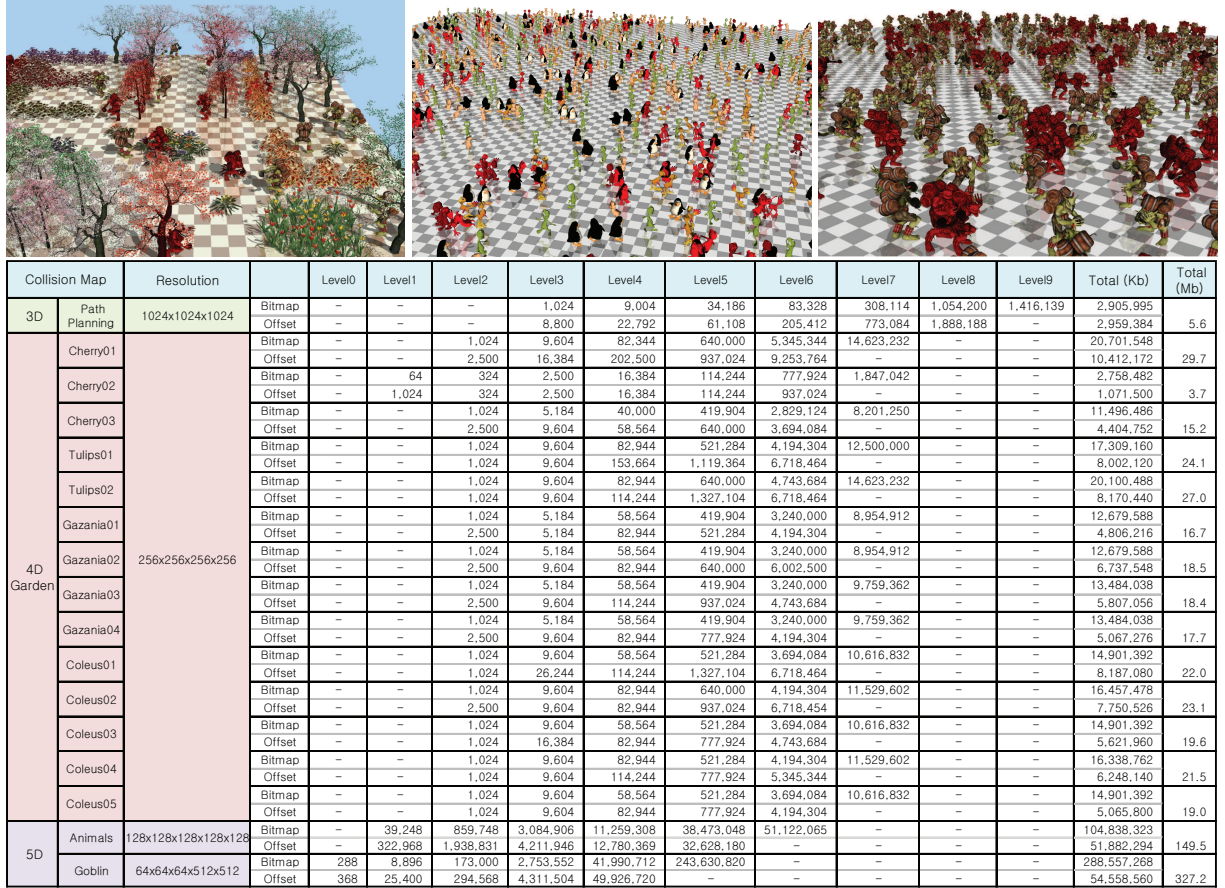 Collision Map Resolution Level0 Level1 Level2 Level3 Level4 Level5 Level6 Level7 Level8 Level9 Total (Kb) Total (Mb)
3D Path Planning 1024x1024x1024 Bitmap – – – 1,024 9,004 34,186 83,328 308,114 1,054,200 1,416,139 2,905,995
Offset – – – 8,800 22,792 61,108 205,412 773,084 1,888,188 – 2,959,384 5.6
4D Garden 256x256x256x256
Cherry01 Bitmap – – 1,024 9,604 82,344 640,000 5,345,344 14,623,232 – – 20,701,548
Offset – – 2,500 16,384 202,500 937,024 9,253,764 – – – 10,412,172 29.7
Cherry02 Bitmap – 64 324 2,500 16,384 114,244 777,924 1,847,042 – – 2,758,482
Offset – 1,024 324 2,500 16,384 114,244 937,024 – – – 1,071,500 3.7
Cherry03 Bitmap – – 1,024 5,184 40,000 419,904 2,829,124 8,201,250 – – 11,496,486
Offset – – 2,500 9,604 58,564 640,000 3,694,084 – – – 4,404,752 15.2
Tulips01 Bitmap – – 1,024 9,604 82,944 521,284 4,194,304 12,500,000 – – 17,309,160
Offset – – 1,024 9,604 153,664 1,119,364 6,718,464 – – – 8,002,120 24.1
Tulips02 Bitmap – – 1,024 9,604 82,944 640,000 4,743,684 14,623,232 – – 20,100,488
Offset – – 1,024 9,604 114,244 1,327,104 6,718,464 – – – 8,170,440 27.0
Gazania01 Bitmap – – 1,024 5,184 58,564 419,904 3,240,000 8,954,912 – – 12,679,588
Offset – – 2,500 5,184 82,944 521,284 4,194,304 – – – 4,806,216 16.7
Gazania02 Bitmap – – 1,024 5,184 58,564 419,904 3,240,000 8,954,912 – – 12,679,588
Offset – – 2,500 9,604 82,944 640,000 6,002,500 – – – 6,737,548 18.5
Gazania03 Bitmap – – 1,024 5,184 58,564 419,904 3,240,000 9,759,362 – – 13,484,038
Offset – – 2,500 9,604 114,244 937,024 4,743,684 – – – 5,807,056 18.4
Gazania04 Bitmap – – 1,024 5,184 58,564 419,904 3,240,000 9,759,362 – – 13,484,038
Offset – – 2,500 9,604 82,944 777,924 4,194,304 – – – 5,067,276 17.7
Coleus01 Bitmap – – 1,024 9,604 58,564 521,284 3,694,084 10,616,832 – – 14,901,392
Offset – – 1,024 26,244 114,244 1,327,104 6,718,464 – – – 8,187,080 22.0
Coleus02 Bitmap – – 1,024 9,604 82,944 640,000 4,194,304 11,529,602 – – 16,457,478
Offset – – 2,500 9,604 82,944 937,024 6,718,454 – – – 7,750,526 23.1
Coleus03 Bitmap – – 1,024 9,604 58,564 521,284 3,694,084 10,616,832 – – 14,901,392
Offset – – 1,024 16,384 82,944 777,924 4,743,684 – – – 5,621,960 19.6
Coleus04 Bitmap – – 1,024 9,604 82,944 521,284 4,194,304 11,529,602 – – 16,338,762
Offset – – 1,024 9,604 114,244 777,924 5,345,344 – – – 6,248,140 21.5
Coleus05 Bitmap – – 1,024 9,604 58,564 521,284 3,694,084 10,616,832 – – 14,901,392
Offset – – 1,024 9,604 82,944 777,924 4,194,304 – – – 5,065,800 19.0
5D Animals 128x128x128x128x128 Bitmap – 39,248 859,748 3,084,906 11,259,308 38,473,048 51,122,065 – – – 104,838,323
Offset – 322,968 1,938,831 4,211,946 12,780,369 32,628,180 – – – – 51,882,294 149.5
Goblin 64x64x64x512x512 Bitmap 288 8,896 173,000 2,753,552 41,990,712 243,630,820 – – – – 288,557,268
Offset 368 25,400 294,568 4,311,504 49,926,720 – – – – – 54,558,560 327.2